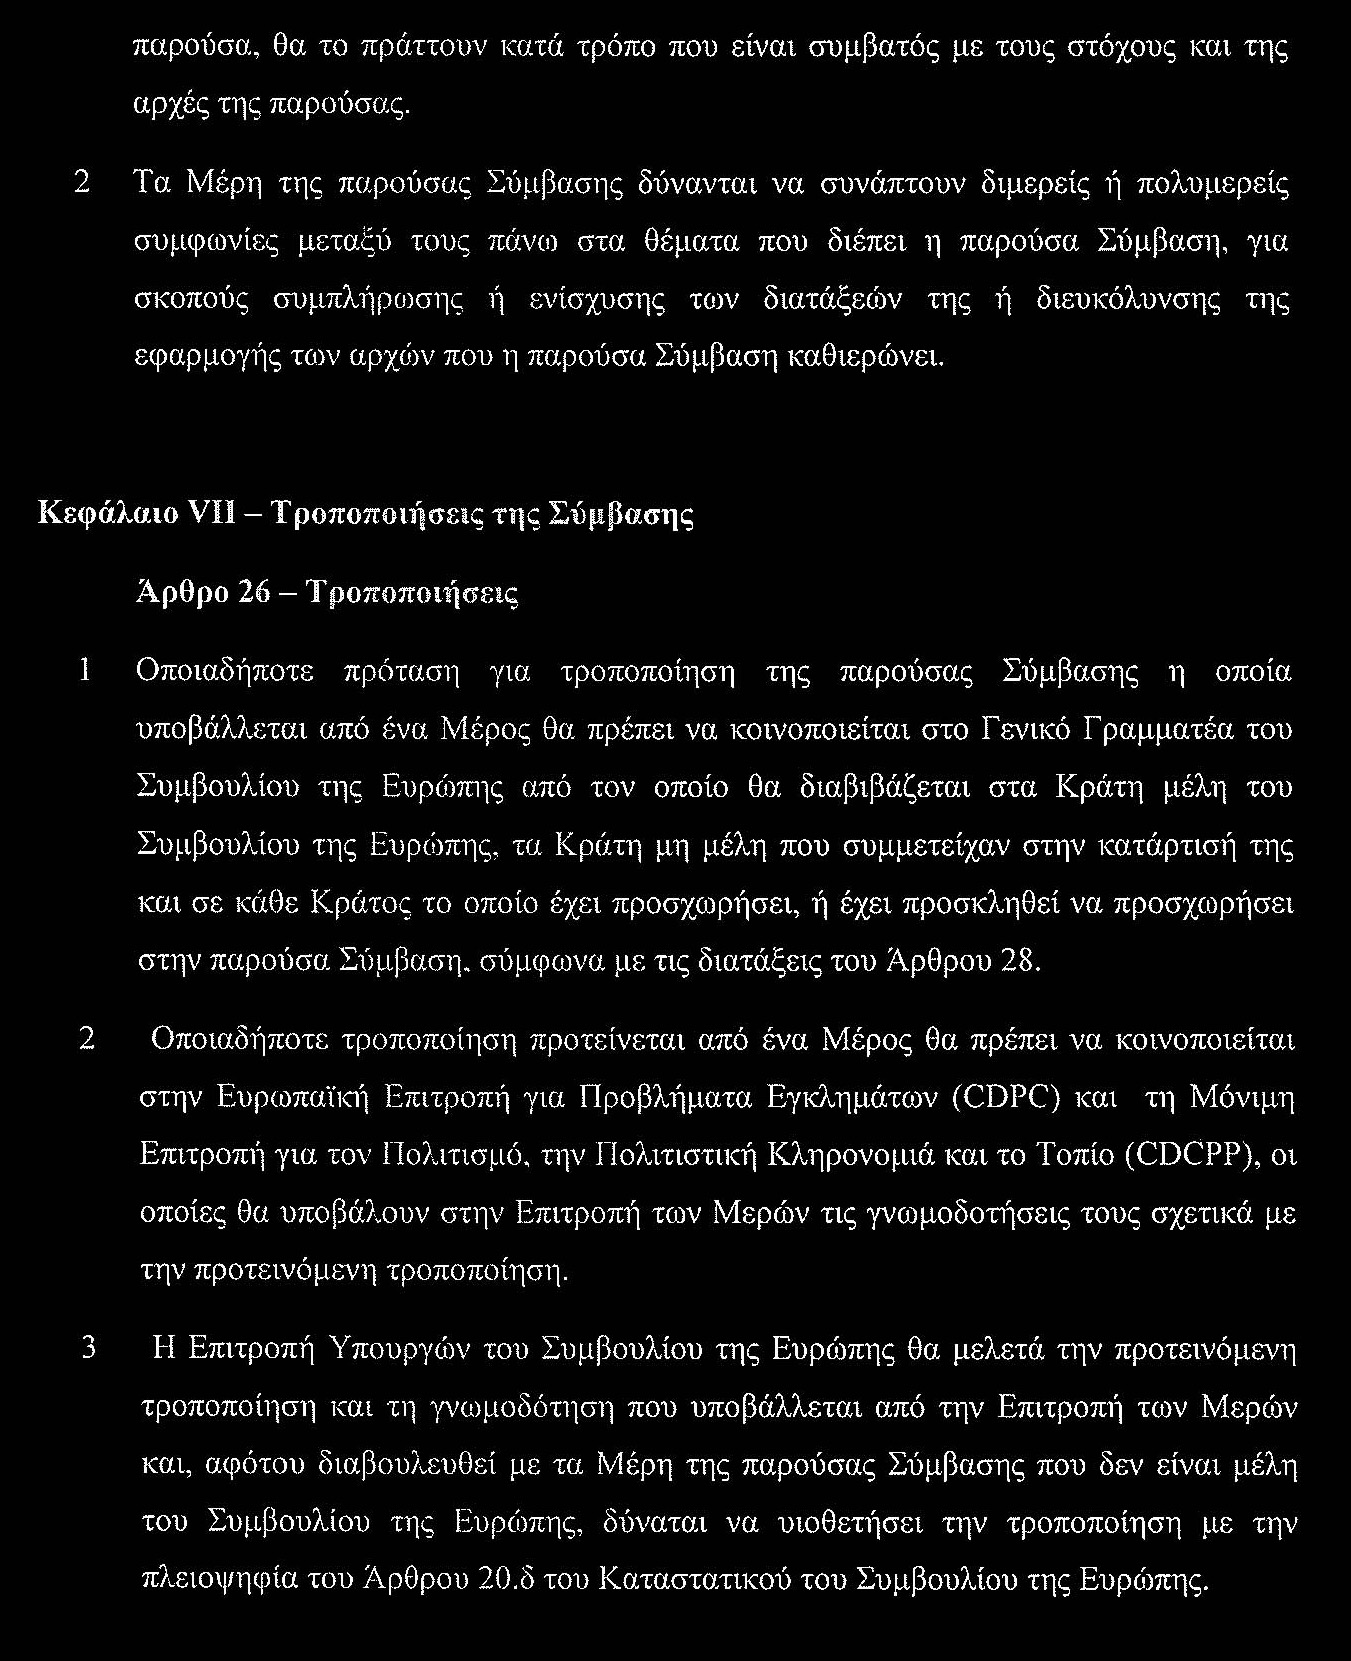 παρούσα, θα το πράττουν κατά τρόπο που είναι συμβατός με τους στόχους και της
αρχές της παρούσας.
2 Τα Μέρη της παρούσας Σύμβασης δύνανται να συνάπτουν διμερείς ή πολυμερείς
συμφωνίες μεταξύ τους πάνω στα θέματα που διέπει η παρούσα Σύμβαση, για
σκοπούς συμπλήρωσης ή ενίσχυσης των διατάξεών της ή διευκόλυνσης της
εφαρμογής των αρχών που η παρούσα Σύμβαση καθιερώνει.
Κεφάλαιο VII – Τροποποιήσεις της Σύμβασης
Άρθρο 26 – Τροποποιήσεις
1 Οποιαδήποτε πρόταση για τροποποίηση της παρούσας Σύμβασης η οποία
υποβάλλεται από ένα Μέρος θα πρέπει να κοινοποιείται στο Γενικό Γραμματέα του
Συμβουλίου της Ευρώπης από τον οποίο θα διαβιβάζεται στα Κράτη μέλη του
Συμβουλίου της Ευρώπης, τα Κράτη μη μέλη που συμμετείχαν στην κατάρτισή της
και σε κάθε Κράτος το οποίο έχει προσχωρήσει, ή έχει προσκληθεί να προσχωρήσει
στην παρούσα Σύμβαση, σύμφωνα με τις διατάξεις του Άρθρου 28.
2 Οποιαδήποτε τροποποίηση προτείνεται από ένα Μέρος θα πρέπει να κοινοποιείται
στην Ευρωπαϊκή Επιτροπή για Προβλήματα Εγκλημάτων (CDPC) και τη Μόνιμη
Επιτροπή για τον Πολιτισμό, την Πολιτιστική Κληρονομιά και το Τοπίο (CDCPP), οι
οποίες θα υποβάλουν στην Επιτροπή των Μερών τις γνωμοδοτήσεις τους σχετικά με
την προτεινόμενη τροποποίηση.
3 Η Επιτροπή Υπουργών του Συμβουλίου της Ευρώπης θα μελετά την προτεινόμενη
τροποποίηση και τη γνωμοδότηση που υποβάλλεται από την Επιτροπή των Μερών
και, αφότου διαβουλευθεί με τα Μέρη της παρούσας Σύμβασης που δεν είναι μέλη
του Συμβουλίου της Ευρώπης, δύναται να υιοθετήσει την τροποποίηση με την
πλειοψηφία του Άρθρου 20.δ του Καταστατικού του Συμβουλίου της Ευρώπης.